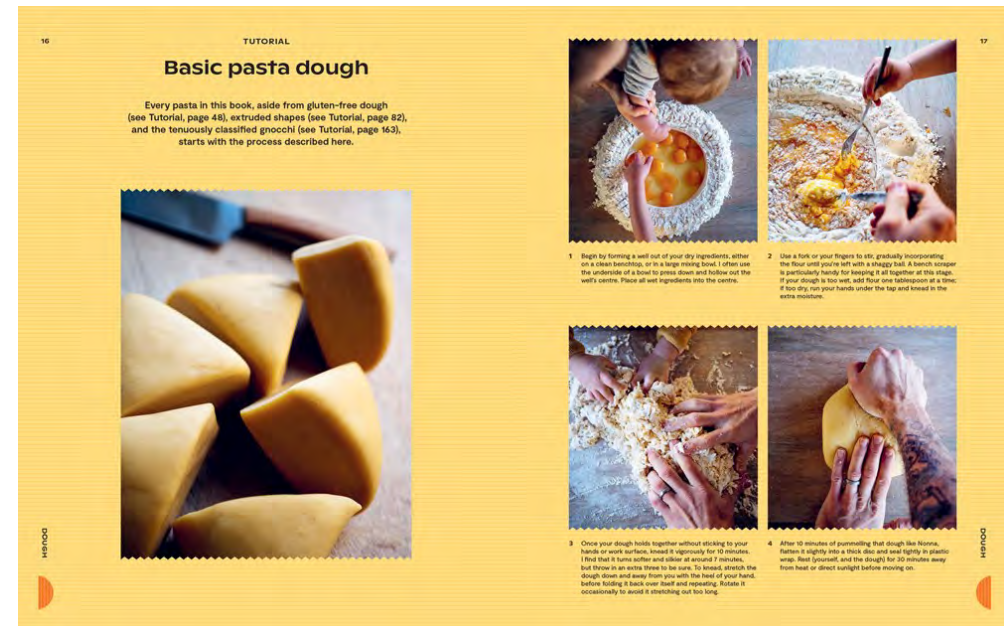 16
TUTORIAL
Basic pasta dough
Every pasta in this book, aside from gluten-free dough
(see Tutorial, page 48), extruded shapes (see Tutorial, page 82),
and the tenuously classified gnocchi (see Tutorial, page 163),
starts with the process described here.
DOUGH
17
1 Begin by forming a well out of your dry ingredients, either
on a clean benchtop, or in a large mixing bowl. I often use
the underside of a bowl to press down and hollow out the
well's centre. Place all wet ingredients into the centre.
2 Use a fork or your fingers to stir, gradually incorporating
the flour until you're left with a shaggy ball. A bench scraper
is particularly handy for keeping it all together at this stage.
If your dough is too wet, add flour one tablespoon at a time;
if too dry, run your hands under the tap and knead in the
extra moisture.
3 Once your dough holds together without sticking to your
hands or work surface, knead it vigorously for 10 minutes.
I find that it turns softer and silkier at around 7 minutes,
but throw in an extra three to be sure. To knead, stretch the
dough down and away from you with the heel of your hand,
before folding it back over itself and repeating. Rotate it
occasionally to avoid it stretching out too long.
4 After 10 minutes of pummelling that dough like Nonna,
flatten it slightly into a thick disc and seal tightly in plastic
wrap. Rest (yourself, and the dough) for 30 minutes away
from heat or direct sunlight before moving on.
DOUGH